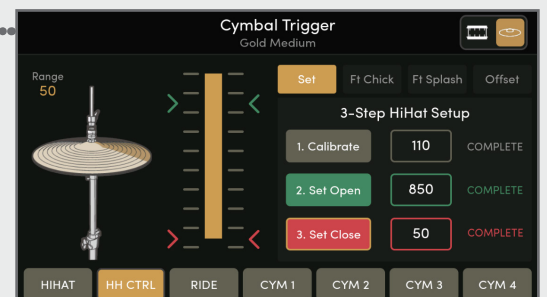 Cymbal Trigger
Gold Medium
Range
50
Set Ft Chick Ft Splash Offset
3-Step HiHat Setup
1. Calibrate 110 COMPLETE
2. Set Open 850 COMPLETE
3. Set Close 50 COMPLETE
HIHAT HH CTRL RIDE CYM 1 CYM 2 CYM 3 CYM 4